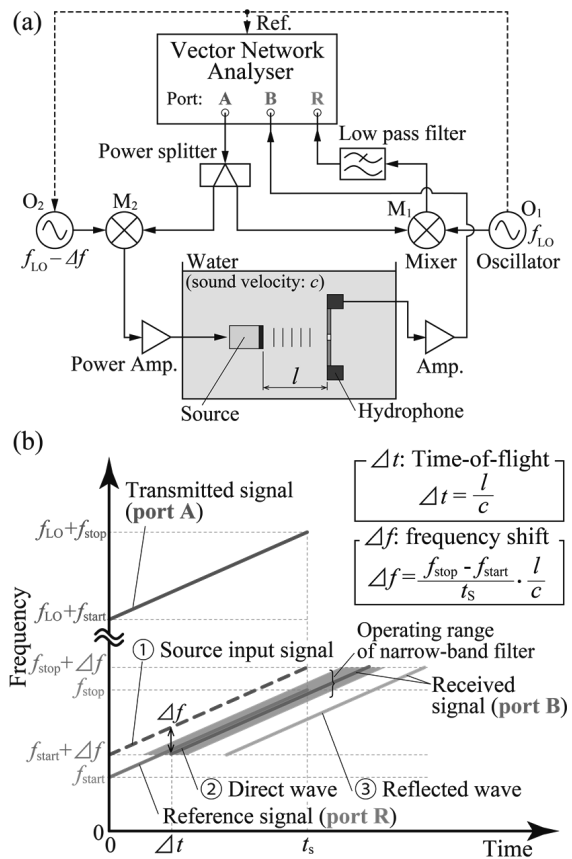 (a)
Ref.
Vector Network
Analyser
Port: A B R
Low pass filter
Power splitter
O2 M2 M1 O1
fLO − Δf
fLO
Mixer Oscillator
Water
(sound velocity: c)
Power Amp.
l
Amp.
Source
Hydrophone
(b)
Δt: Time-of-flight
Δt = l/c
Δf: frequency shift
Δf = (fstop - fstart)/tS · l/c
Transmitted signal
(port A)
fLO+fstop
fLO+fstart
Frequency
① Source input signal
Operating range
of narrow-band filter
fstop+Δf
fstop
Received
signal (port B)
Δf
fstart+Δf
fstart
② Direct wave
③ Reflected wave
Reference signal (port R)
0 Δt ts Time